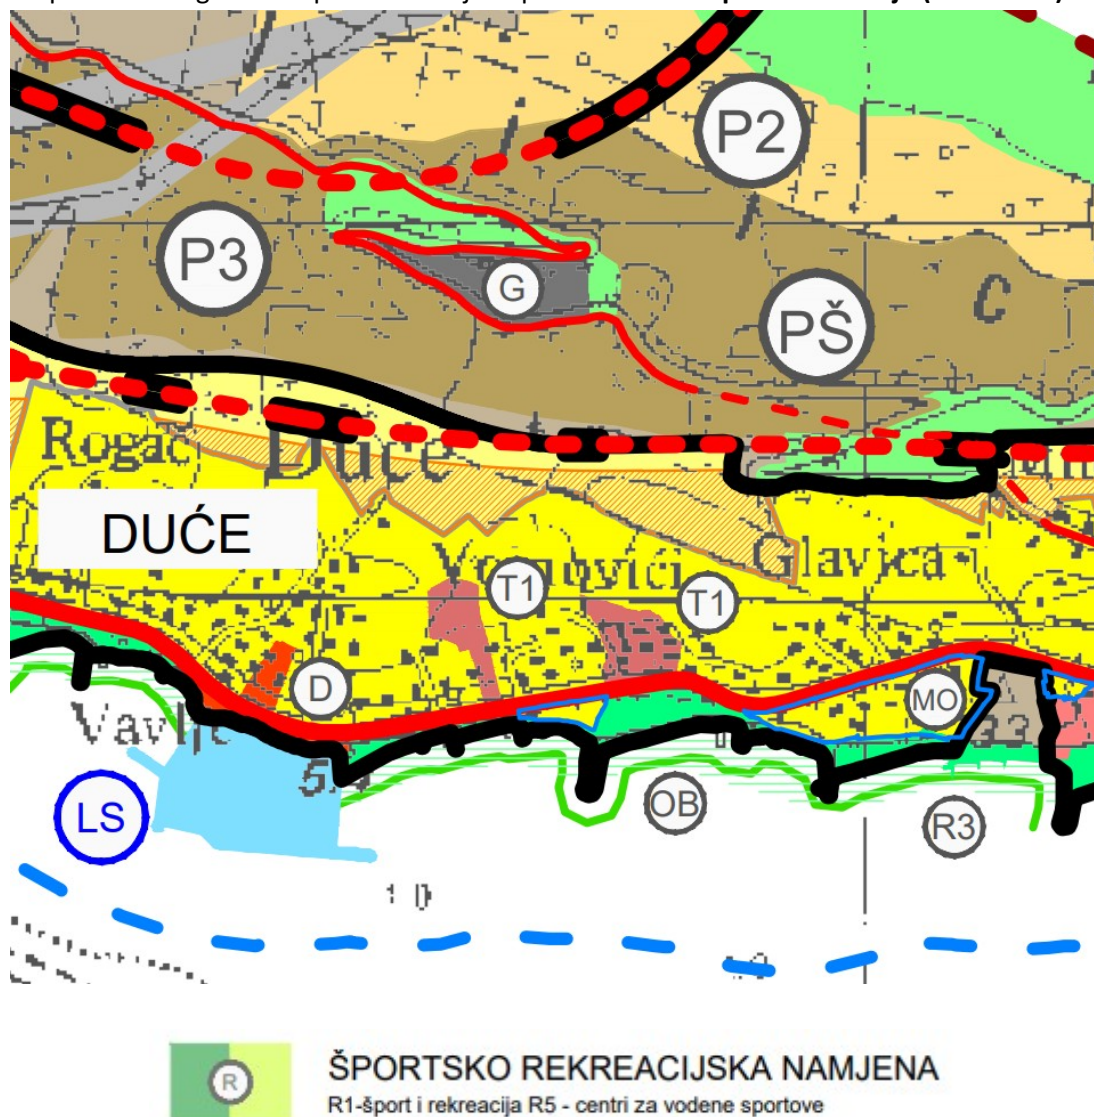 P2
P3
G
PŠ
Rogač
Duće
DUĆE
Glavica
T1
T1
D
MO
LS
OB
R3
ŠPORTSKO REKREACIJSKA NAMJENA
R
R1-šport i rekreacija R5 - centri za vodene sportove